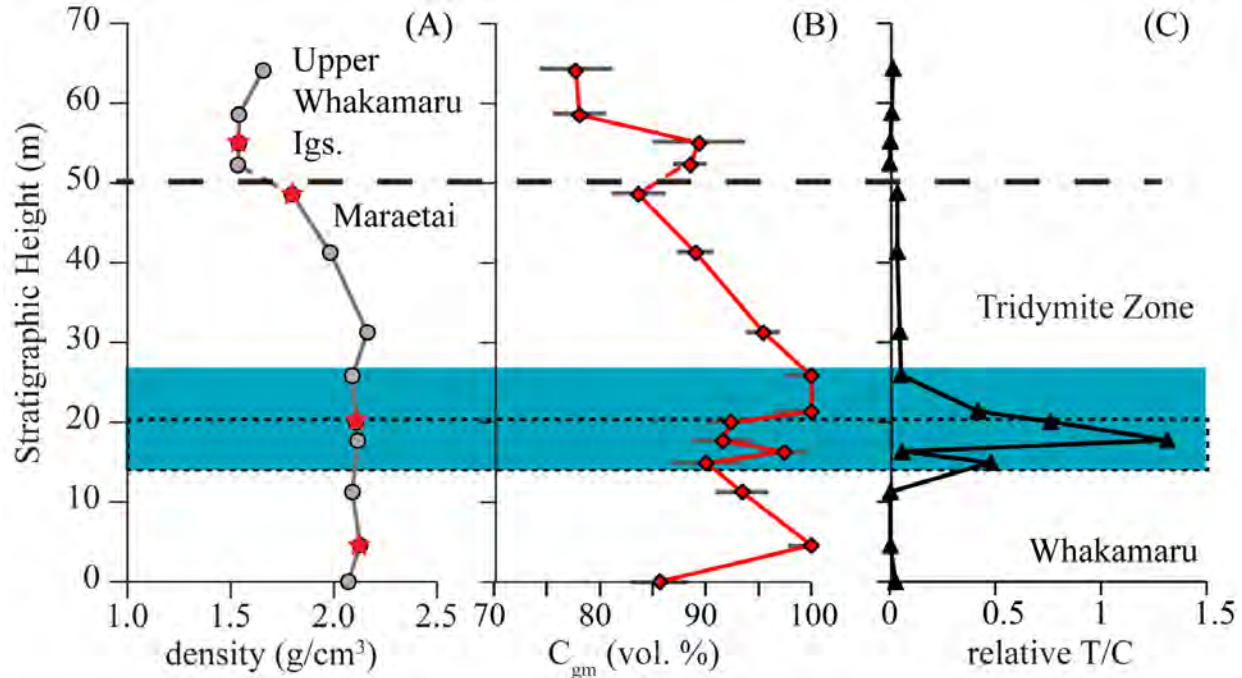 (A)
(B)
(C)
70
60
50
40
30
20
10
0
Stratigraphic Height (m)
Upper
Whakamaru
Igs.
Maraetai
Tridymite Zone
Whakamaru
1.0 1.5 2.0 2.5
70 80 90 100
0 0.5 1 1.5
density (g/cm³)
C_gm (vol. %)
relative T/C